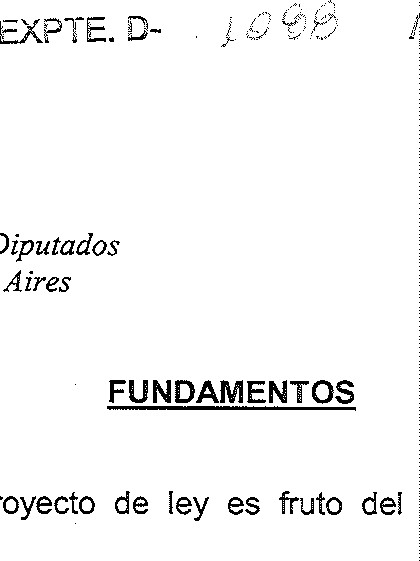 EXPTE. D- 1088
Diputados
Aires
FUNDAMENTOS
royecto de ley es fruto del